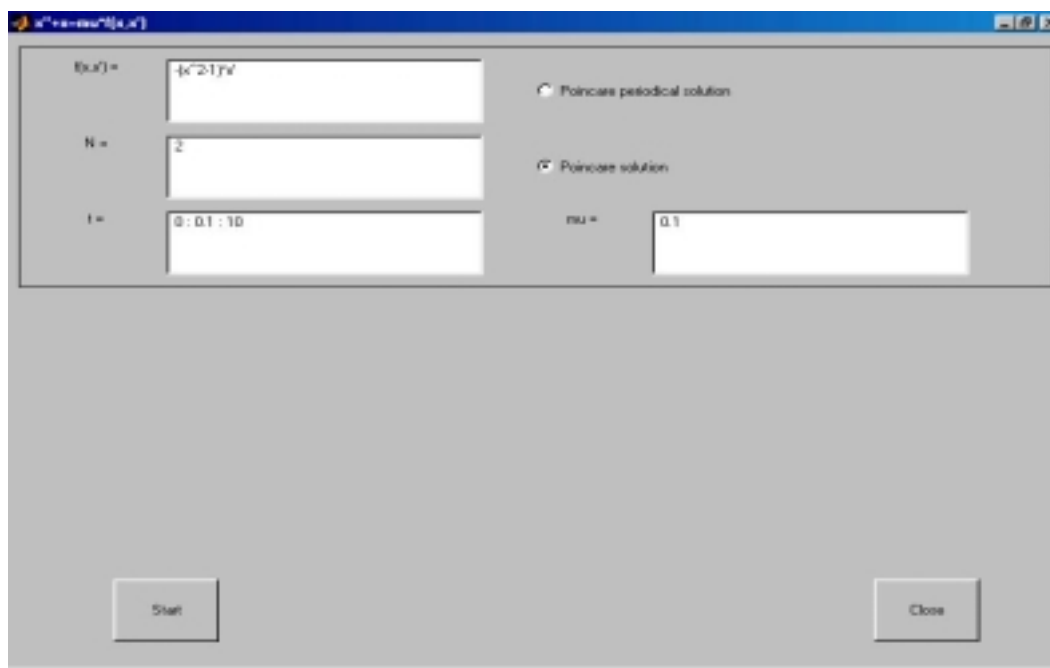 x''+x=mu*f(x,x')
f(x,x') =
-(x^2-1)*x'
Poincare periodical solution
N =
2
Poincare solution
t =
0 : 0.1 : 10
mu =
0.1
Start
Close